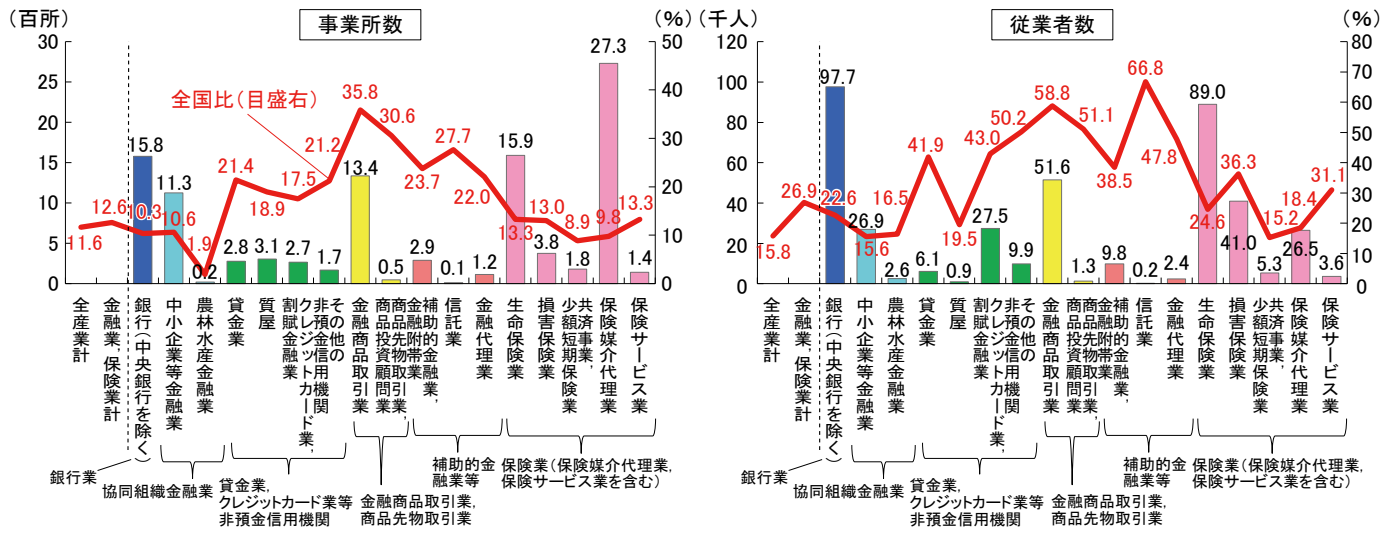 (百所)
事業所数
(%)
30
25
20
15
10
5
0
50
40
30
20
10
0
全国比(目盛右)
15.8
11.3
0.2
2.8
3.1
2.7
1.7
13.4
0.5
2.9
0.1
1.2
15.9
3.8
1.8
27.3
1.4
11.6
12.6
10.3
10.6
1.9
21.4
18.9
17.5
21.2
35.8
30.6
23.7
27.7
22.0
13.3
13.0
8.9
9.8
13.3
全産業計
金融業,保険業計
銀行(中央銀行を除く)
中小企業等金融業
農林水産金融業
貸金業
質屋
クレジットカード業,
割賦金融業
その他の
非預金信用機関
金融商品取引業
商品先物取引業,
商品投資顧問業
補助的金融業,
金融附帯業
信託業
金融代理業
生命保険業
損害保険業
共済事業,
少額短期保険業
保険媒介代理業
保険サービス業
銀行業
協同組織金融業
貸金業,
クレジットカード業等
非預金信用機関
金融商品取引業,
商品先物取引業
補助的金
融業等
保険業(保険媒介代理業,
保険サービス業を含む)
(千人)
従業者数
(%)
120
100
80
60
40
20
0
80
70
60
50
40
30
20
10
0
97.7
26.9
2.6
6.1
0.9
27.5
9.9
51.6
1.3
9.8
0.2
2.4
89.0
41.0
5.3
26.5
3.6
15.8
26.9
22.6
15.6
16.5
41.9
19.5
43.0
50.2
58.8
51.1
38.5
66.8
47.8
24.6
36.3
15.2
18.4
31.1
全産業計
金融業,保険業計
銀行(中央銀行を除く)
中小企業等金融業
農林水産金融業
貸金業
質屋
クレジットカード業,
割賦金融業
その他の
非預金信用機関
金融商品取引業
商品先物取引業,
商品投資顧問業
補助的金融業,
金融附帯業
信託業
金融代理業
生命保険業
損害保険業
共済事業,
少額短期保険業
保険媒介代理業
保険サービス業
銀行業
協同組織金融業
貸金業,
クレジットカード業等
非預金信用機関
金融商品取引業,
商品先物取引業
補助的金
融業等
保険業(保険媒介代理業,
保険サービス業を含む)